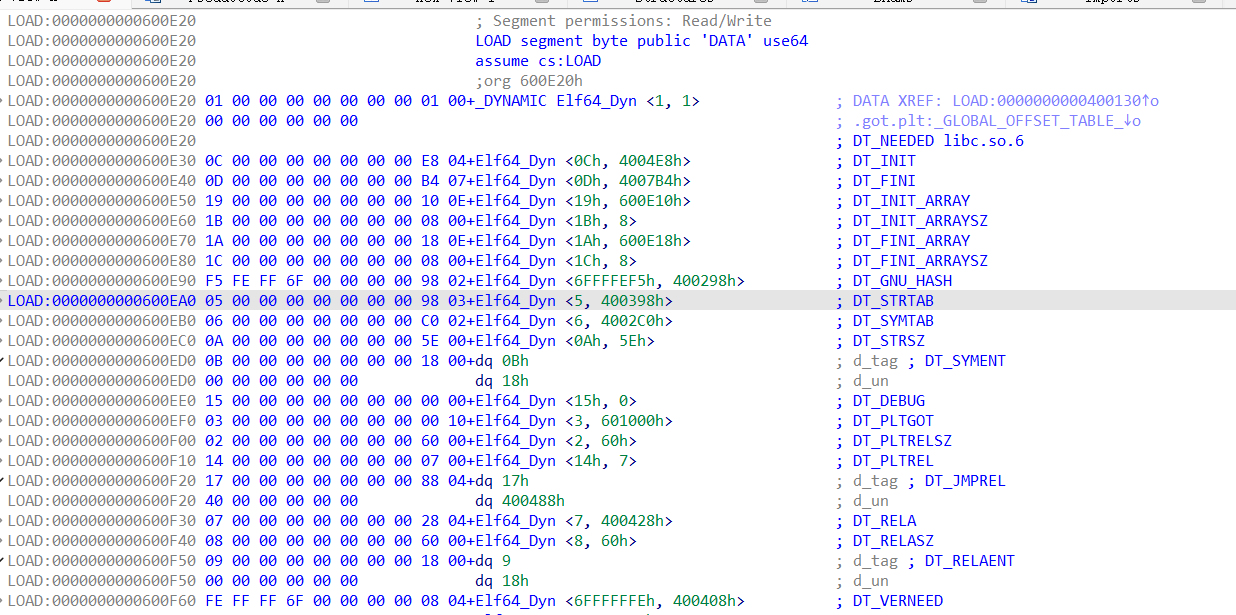 LOAD:0000000000600E20 ; Segment permissions: Read/Write
LOAD:0000000000600E20 LOAD segment byte public 'DATA' use64
LOAD:0000000000600E20 assume cs:LOAD
LOAD:0000000000600E20 ;org 600E20h
LOAD:0000000000600E20 01 00 00 00 00 00 00 00 01 00+_DYNAMIC Elf64_Dyn <1, 1> ; DATA XREF: LOAD:0000000000400130↑o
LOAD:0000000000600E20 00 00 00 00 00 00 ; .got.plt:_GLOBAL_OFFSET_TABLE_↓o
LOAD:0000000000600E20 ; DT_NEEDED libc.so.6
LOAD:0000000000600E30 0C 00 00 00 00 00 00 00 E8 04+Elf64_Dyn <0Ch, 4004E8h> ; DT_INIT
LOAD:0000000000600E40 0D 00 00 00 00 00 00 00 B4 07+Elf64_Dyn <0Dh, 4007B4h> ; DT_FINI
LOAD:0000000000600E50 19 00 00 00 00 00 00 00 10 0E+Elf64_Dyn <19h, 600E10h> ; DT_INIT_ARRAY
LOAD:0000000000600E60 1B 00 00 00 00 00 00 00 08 00+Elf64_Dyn <1Bh, 8> ; DT_INIT_ARRAYSZ
LOAD:0000000000600E70 1A 00 00 00 00 00 00 00 18 0E+Elf64_Dyn <1Ah, 600E18h> ; DT_FINI_ARRAY
LOAD:0000000000600E80 1C 00 00 00 00 00 00 00 08 00+Elf64_Dyn <1Ch, 8> ; DT_FINI_ARRAYSZ
LOAD:0000000000600E90 F5 FE FF 6F 00 00 00 00 98 02+Elf64_Dyn <6FFFFEF5h, 400298h> ; DT_GNU_HASH
LOAD:0000000000600EA0 05 00 00 00 00 00 00 00 98 03+Elf64_Dyn <5, 400398h> ; DT_STRTAB
LOAD:0000000000600EB0 06 00 00 00 00 00 00 00 C0 02+Elf64_Dyn <6, 4002C0h> ; DT_SYMTAB
LOAD:0000000000600EC0 0A 00 00 00 00 00 00 00 5E 00+Elf64_Dyn <0Ah, 5Eh> ; DT_STRSZ
LOAD:0000000000600ED0 0B 00 00 00 00 00 00 00 18 00+dq 0Bh ; d_tag ; DT_SYMENT
LOAD:0000000000600ED0 00 00 00 00 00 00 dq 18h ; d_un
LOAD:0000000000600EE0 15 00 00 00 00 00 00 00 00 00+Elf64_Dyn <15h, 0> ; DT_DEBUG
LOAD:0000000000600EF0 03 00 00 00 00 00 00 00 00 10+Elf64_Dyn <3, 601000h> ; DT_PLTGOT
LOAD:0000000000600F00 02 00 00 00 00 00 00 00 60 00+Elf64_Dyn <2, 60h> ; DT_PLTRELSZ
LOAD:0000000000600F10 14 00 00 00 00 00 00 00 07 00+Elf64_Dyn <14h, 7> ; DT_PLTREL
LOAD:0000000000600F20 17 00 00 00 00 00 00 00 88 04+dq 17h ; d_tag ; DT_JMPREL
LOAD:0000000000600F20 40 00 00 00 00 00 dq 400488h ; d_un
LOAD:0000000000600F30 07 00 00 00 00 00 00 00 28 04+Elf64_Dyn <7, 400428h> ; DT_RELA
LOAD:0000000000600F40 08 00 00 00 00 00 00 00 60 00+Elf64_Dyn <8, 60h> ; DT_RELASZ
LOAD:0000000000600F50 09 00 00 00 00 00 00 00 18 00+dq 9 ; d_tag ; DT_RELAENT
LOAD:0000000000600F50 00 00 00 00 00 00 dq 18h ; d_un
LOAD:0000000000600F60 FE FF FF 6F 00 00 00 00 08 04+Elf64_Dyn <6FFFFFFEh, 400408h> ; DT_VERNEED